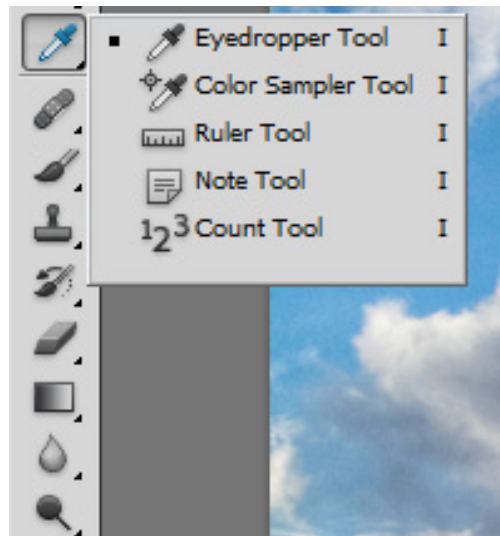 Eyedropper Tool I
Color Sampler Tool I
Ruler Tool I
Note Tool I
123 Count Tool I